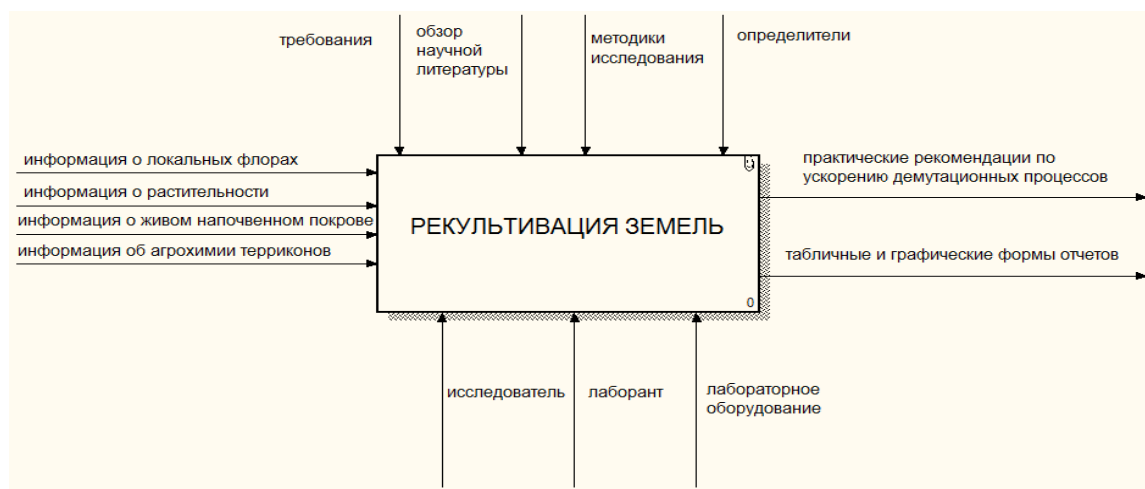 требования
обзор
научной
литературы
методики
исследования
определители
информация о локальных флорах
информация о растительности
информация о живом напочвенном покрове
информация об агрохимии терриконов
РЕКУЛЬТИВАЦИЯ ЗЕМЕЛЬ
0
практические рекомендации по
ускорению демутационных процессов
табличные и графические формы отчетов
исследователь
лаборант
лабораторное
оборудование